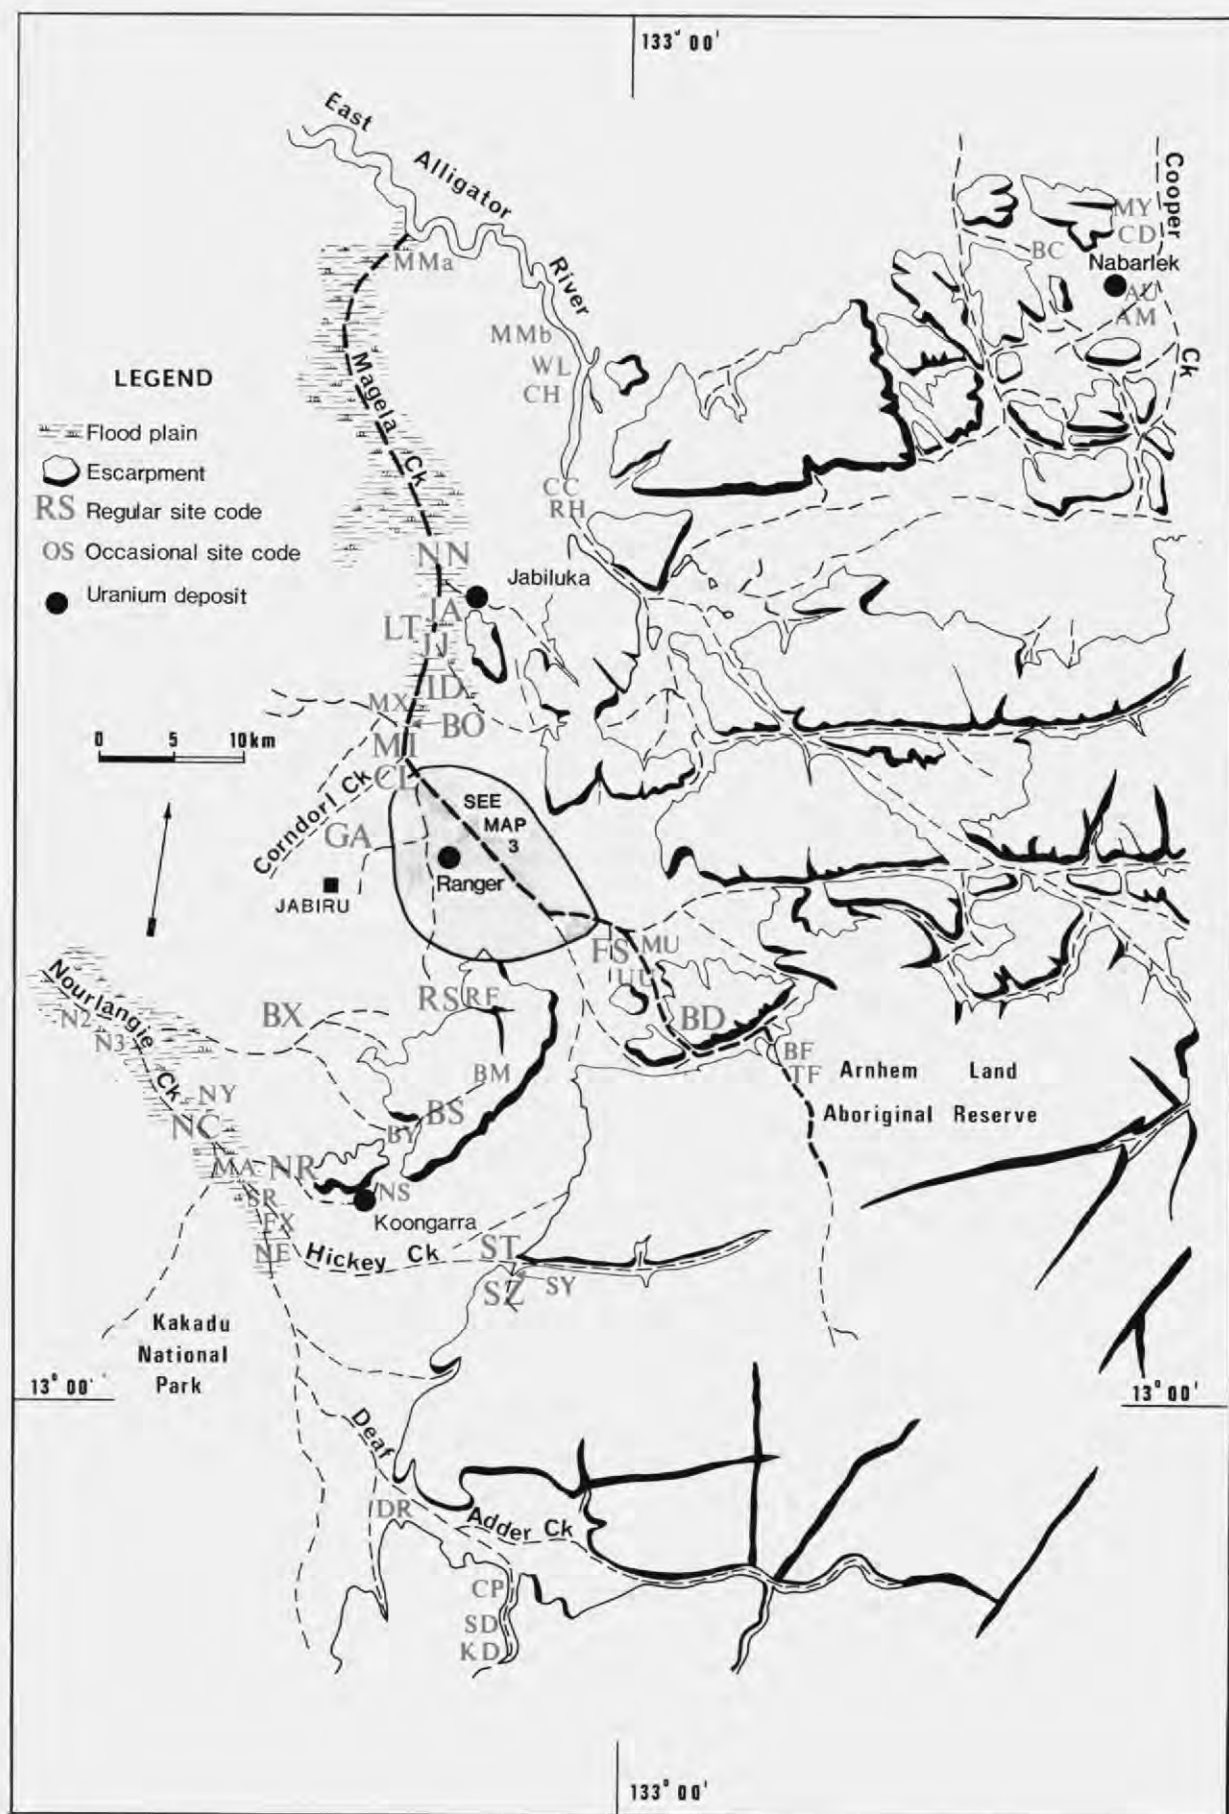 133° 00'
East Alligator River
Cooper Ck
MY
CD
BC
Nabarlek
AU
AM
MMa
MMb
WL
CH
Magela Ck
LEGEND
Flood plain
Escarpment
RS Regular site code
OS Occasional site code
Uranium deposit
CC
RH
NN
Jabiluka
JA
LT
JJ
ID
MX
BO
0 5 10km
MI
CL
Corndorl Ck
SEE
MAP
3
GA
Ranger
JABIRU
FS
MU
UU
Nourlangie Ck
N2
N3
BX
RS
RF
BD
BM
BF
TF
Arnhem Land
Aboriginal Reserve
NY
NC
BS
BY
MA
NR
NS
SR
Koongarra
FX
NE
Hickey Ck
ST
SY
SZ
Kakadu
National
Park
13° 00'
13° 00'
Deaf Adder Ck
DR
CP
SD
KD
133° 00'